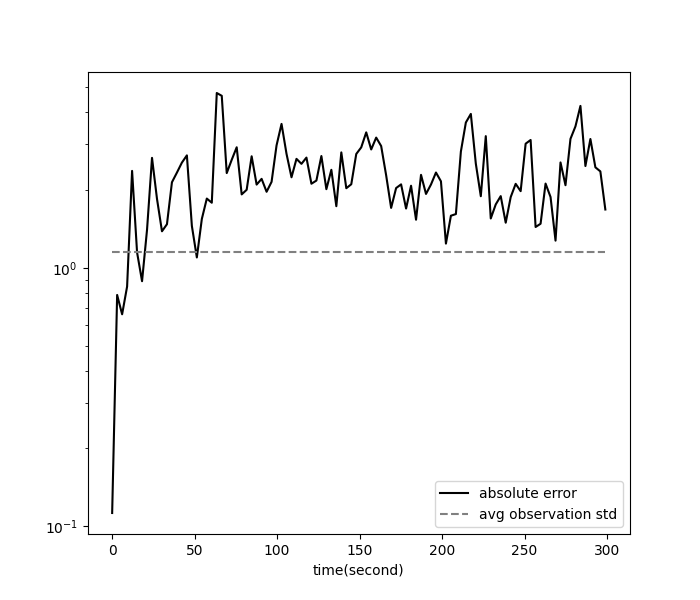 10⁰
10⁻¹
0 50 100 150 200 250 300
time(second)
absolute error
avg observation std